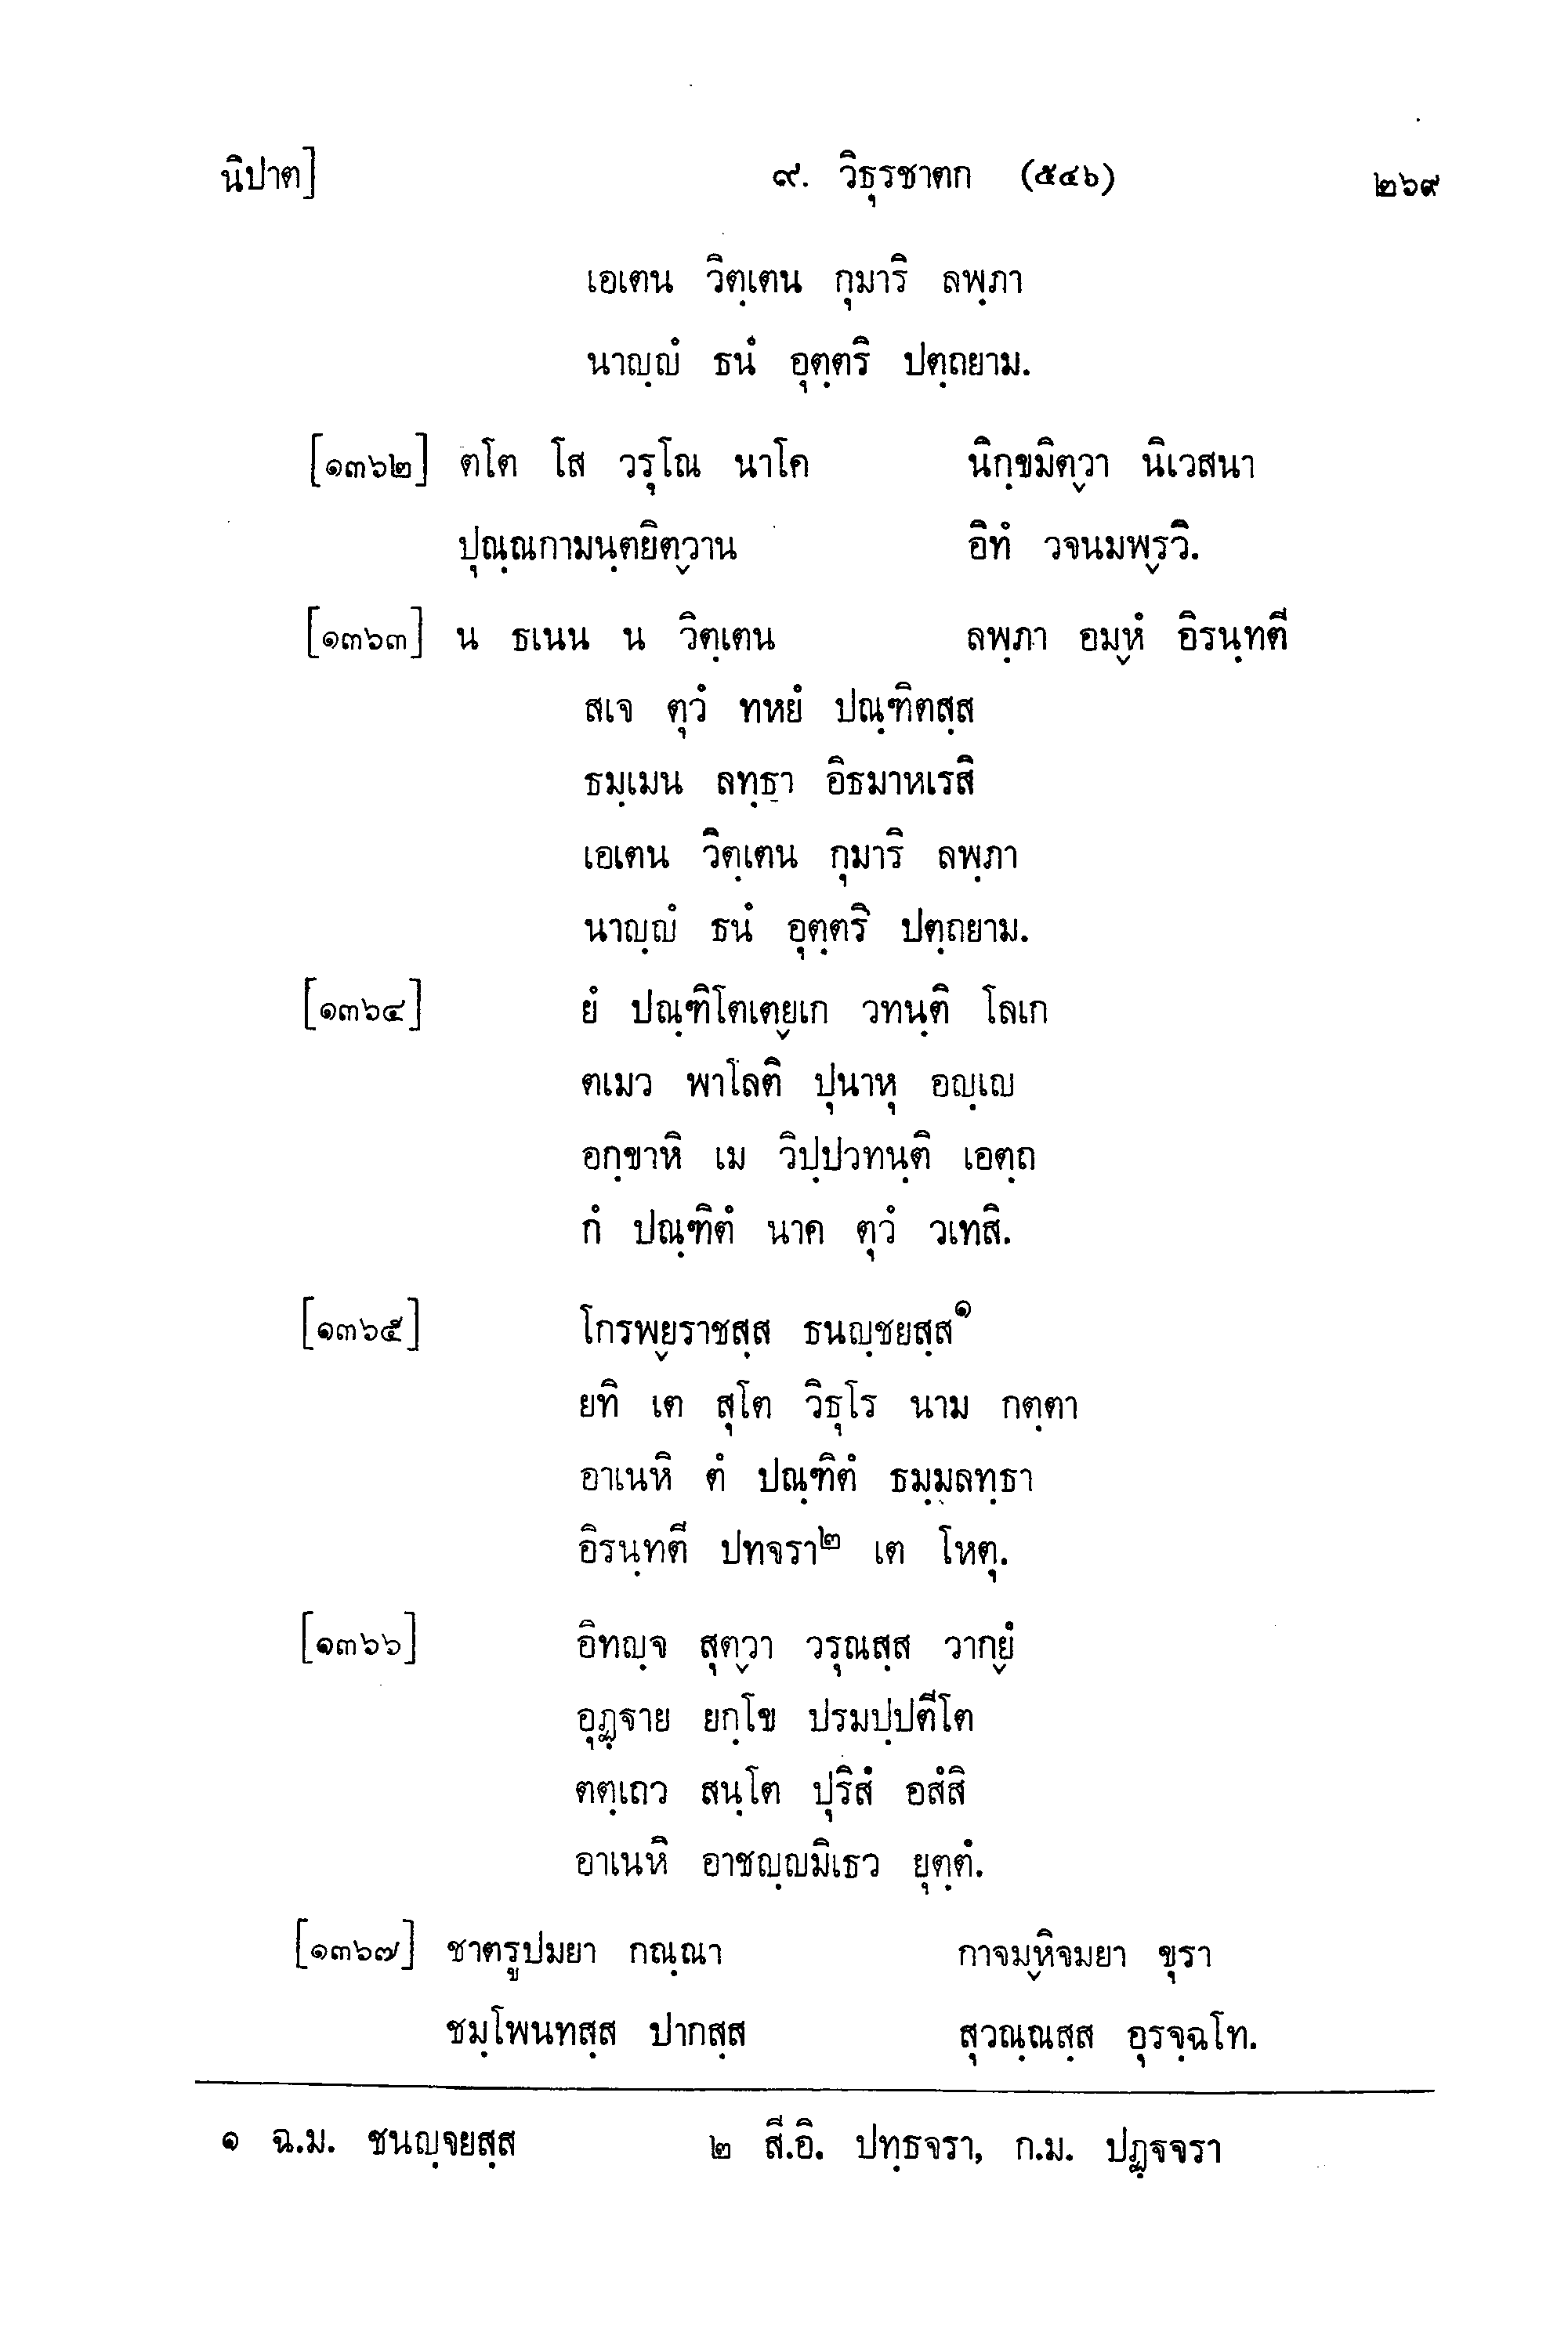 นิปาต] ๙. วิธุรชาตก (๕๔๖) ๒๖๙
เอเตน วิตฺเตน กุมาริ ลพฺภา
นาญฺญํ ธนํ อุตฺตริ ปตฺถยาม.
[๑๓๖๒] ตโต โส วรุโณ นาโค นิกฺขมิตฺวา นิเวสนา
ปุณฺณกามนฺตยิตฺวาน อิทํ วจนมพฺรูวิ.
[๑๓๖๓] น ธเนน น วิตฺเตน ลพฺภา อมฺหํ อิรนฺทตี
สเจ ตุวํ หทยํ ปณฺฑิตสฺส
ธมฺเมน ลทฺธา อิธมาหเรสิ
เอเตน วิตฺเตน กุมาริ ลพฺภา
นาญฺญํ ธนํ อุตฺตริ ปตฺถยาม.
[๑๓๖๔] ยํ ปณฺฑิโตเตฺยเก วทนฺติ โลเก
ตเมว พาโลติ ปุนาหุ อญฺเญ
อกฺขาหิ เม วิปฺปวทนฺติ เอตฺถ
กํ ปณฺฑิตํ นาค ตุวํ วเทสิ.
[๑๓๖๕] โกรพฺยราชสฺส ธนญฺชยสฺส๑
ยทิ เต สุโต วิธุโร นาม กตฺตา
อาเนหิ ตํ ปณฺฑิตํ ธมฺมลทฺธา
อิรนฺทตี ปทจรา๒ เต โหตุ.
[๑๓๖๖] อิทญฺจ สุตฺวา วรุณสฺส วากฺยํ
อุฏฺฐาย ยกฺโข ปรมปฺปตีโต
ตตฺเถว สนฺโต ปุริสํ อสํสิ
อาเนหิ อาชญฺญมิเธว ยุตฺตํ.
[๑๓๖๗] ชาตรูปมยา กณฺณา กาจมฺหิจมยา ขุรา
ชมฺโพนทสฺส ปากสฺส สุวณฺณสฺส อุรจฺฉโท.
๑ ฉ.ม. ชนญฺจยสฺส ๒ สี.อิ. ปทฺธจรา, ก.ม. ปฏฺฐจรา